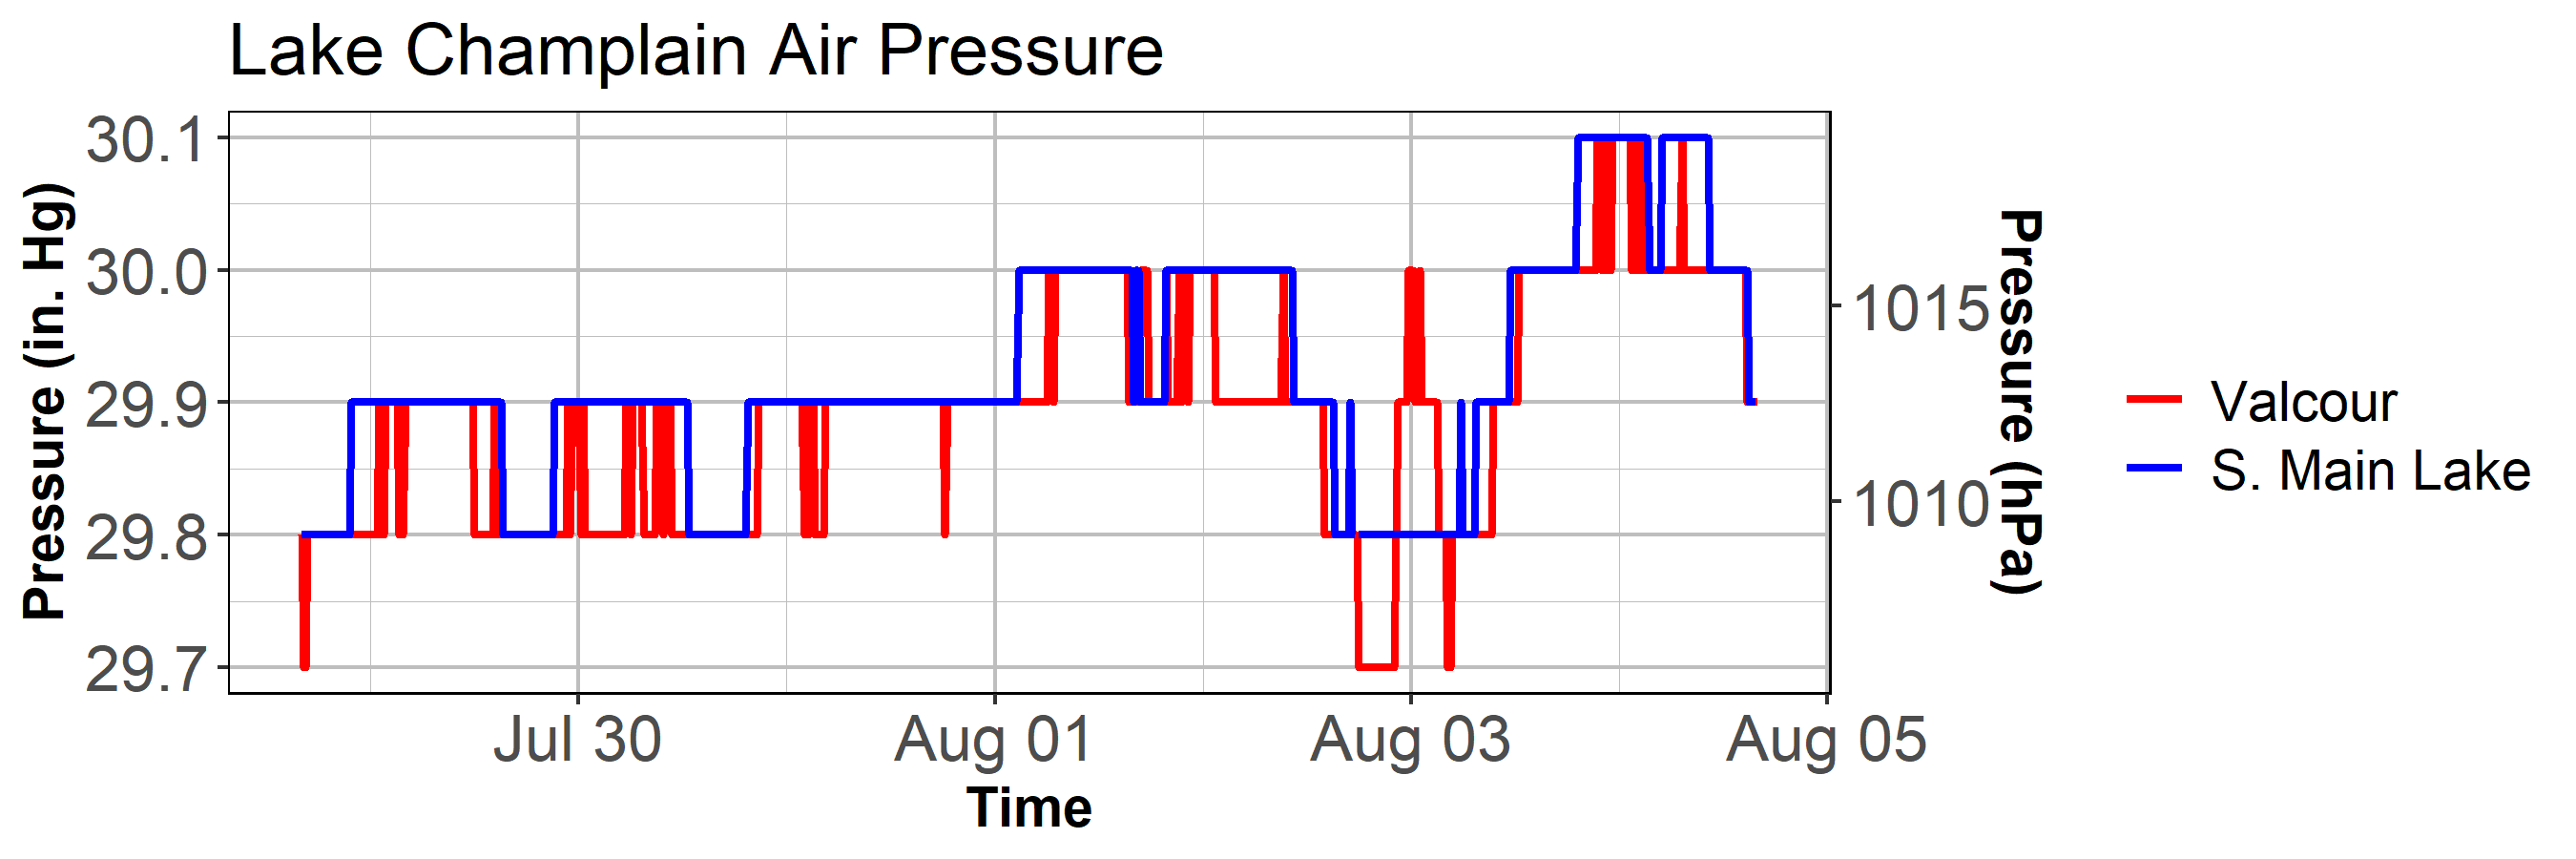 Lake Champlain Air Pressure
Pressure (in. Hg)
30.1
30.0
29.9
29.8
29.7
1015
1010
Pressure (hPa)
Jul 30
Aug 01
Aug 03
Aug 05
Time
Valcour
S. Main Lake